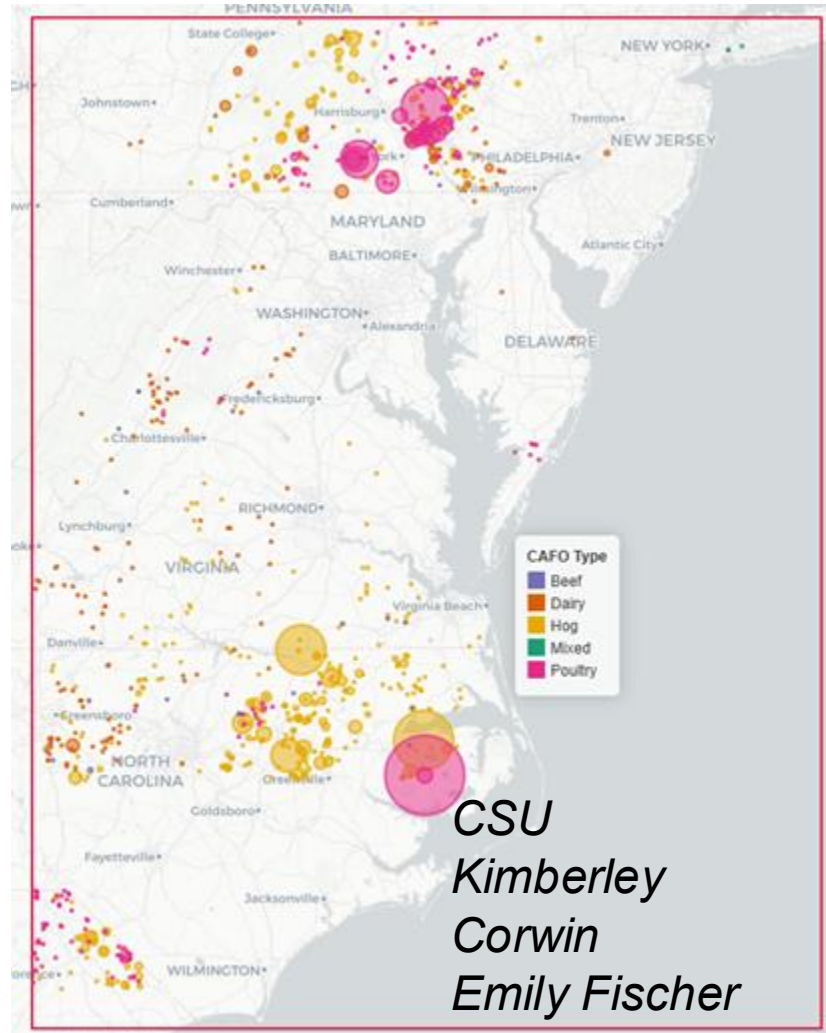 PENNSYLVANIA
State College
NEW YORK
Johnstown
Harrisburg
Trenton
NEW JERSEY
PHILADELPHIA
Wilmington
Cumberland
MARYLAND
Atlantic City
BALTIMORE
Winchester
WASHINGTON
Alexandria
DELAWARE
Fredericksburg
Charlottesville
RICHMOND
Lynchburg
VIRGINIA
CAFO Type
Beef
Dairy
Hog
Mixed
Poultry
Virginia Beach
Danville
Greensboro
NORTH
CAROLINA
Greenville
Goldsboro
CSU
Kimberley
Corwin
Emily Fischer
Fayetteville
Jacksonville
WILMINGTON